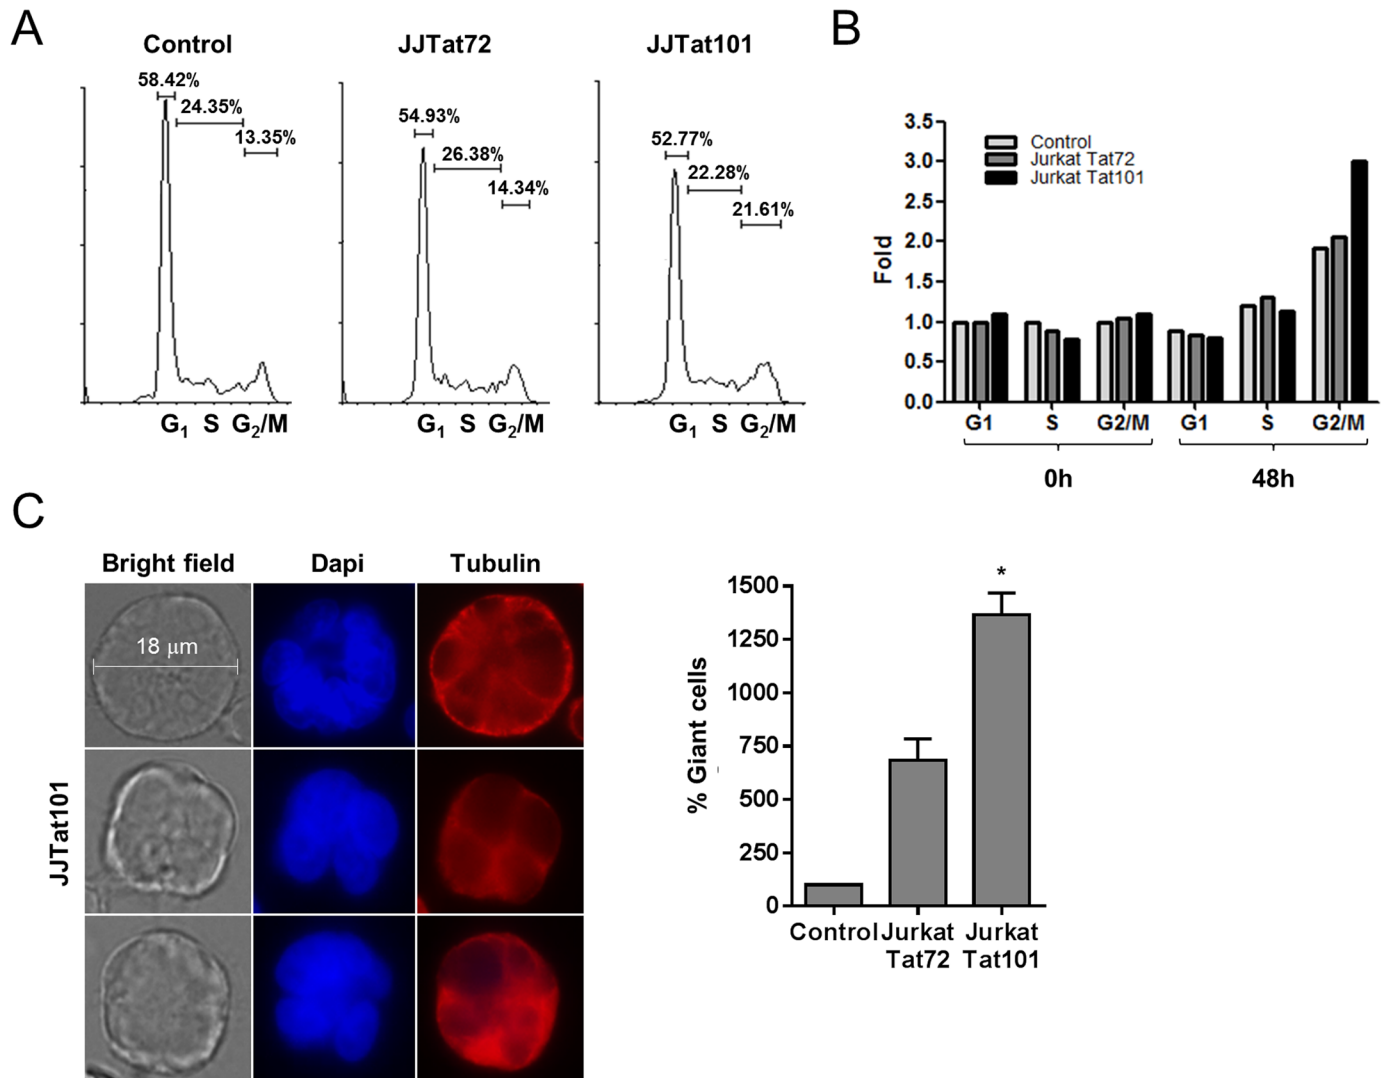 A
Control
JJTat72
JJTat101
58.42%
24.35%
13.35%
54.93%
26.38%
14.34%
52.77%
22.28%
21.61%
G1 S G2/M
G1 S G2/M
G1 S G2/M
B
3.5
3.0
2.5
2.0
1.5
1.0
0.5
0.0
Fold
Control
Jurkat Tat72
Jurkat Tat101
G1 S G2/M G1 S G2/M
0h 48h
C
Bright field Dapi Tubulin
18 μm
JJTat101
1500
1250
1000
750
500
250
0
% Giant cells
*
Control Jurkat Jurkat
Tat72 Tat101